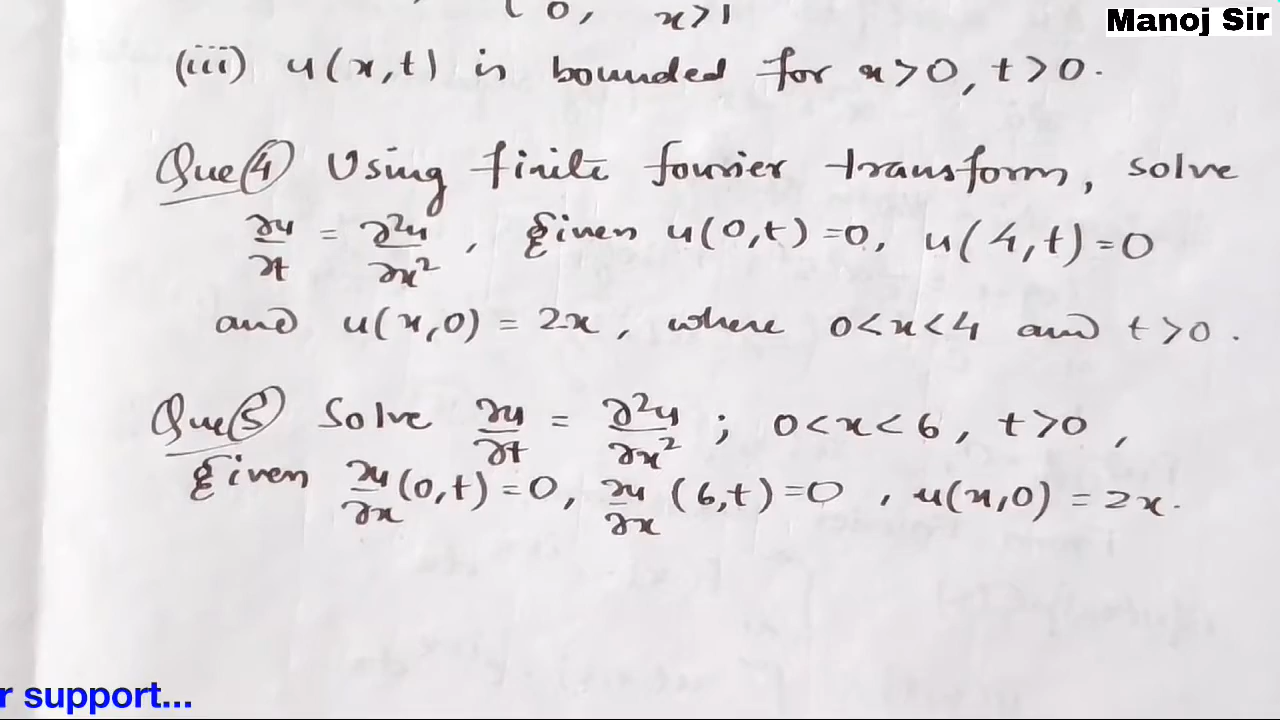 Manoj Sir
0, x>1
(iii) u(x,t) is bounded for x>0, t>0.
Que(4) Using finite fourier transform, solve
∂u/∂t = ∂²u/∂x², given u(0,t)=0, u(4,t)=0
and u(x,0) = 2x, where 0<x<4 and t>0.
Que(5) Solve ∂u/∂t = ∂²u/∂x² ; 0<x<6, t>0,
given ∂u/∂x(0,t)=0, ∂u/∂x(6,t)=0, u(x,0) = 2x.
r support...